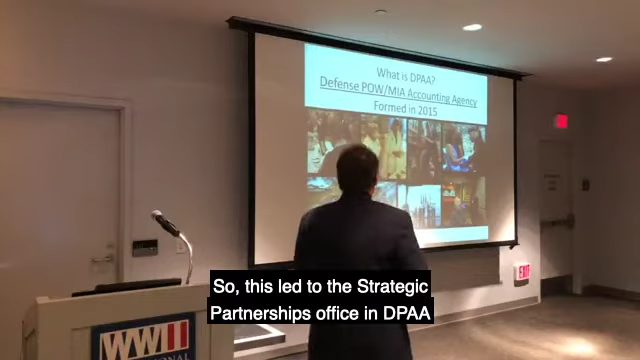 What is DPAA?
Defense POW/MIA Accounting Agency
Formed in 2015
EXIT
So, this led to the Strategic
Partnerships office in DPAA
WWII